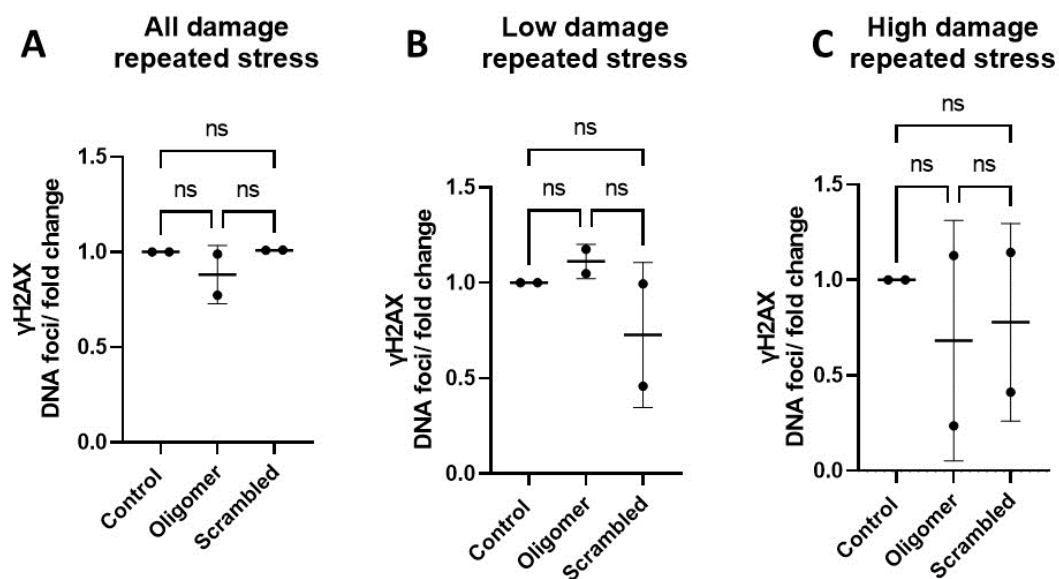 A
All damage
repeated stress
ns
ns
ns
γH2AX
DNA foci/ fold change
1.5
1.0
0.5
0.0
Control
Oligomer
Scrambled
B
Low damage
repeated stress
ns
ns
ns
γH2AX
DNA foci/ fold change
1.5
1.0
0.5
0.0
Control
Oligomer
Scrambled
C
High damage
repeated stress
ns
ns
ns
γH2AX
DNA foci/ fold change
1.5
1.0
0.5
0.0
Control
Oligomer
Scrambled